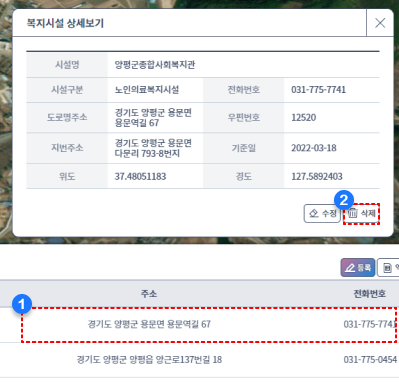 복지시설 상세보기
시설명 양평군종합사회복지관
시설구분 노인의료복지시설 전화번호 031-775-7741
도로명주소 경기도 양평군 용문면
용문역길 67 우편번호 12520
지번주소 경기도 양평군 용문면
다문리 793-8번지 기준일 2022-03-18
위도 37.48051183 경도 127.5892403
2
수정 삭제
등록
주소 전화번호
1
경기도 양평군 용문면 용문역길 67 031-775-7741
경기도 양평군 양평읍 양근로137번길 18 031-775-0454